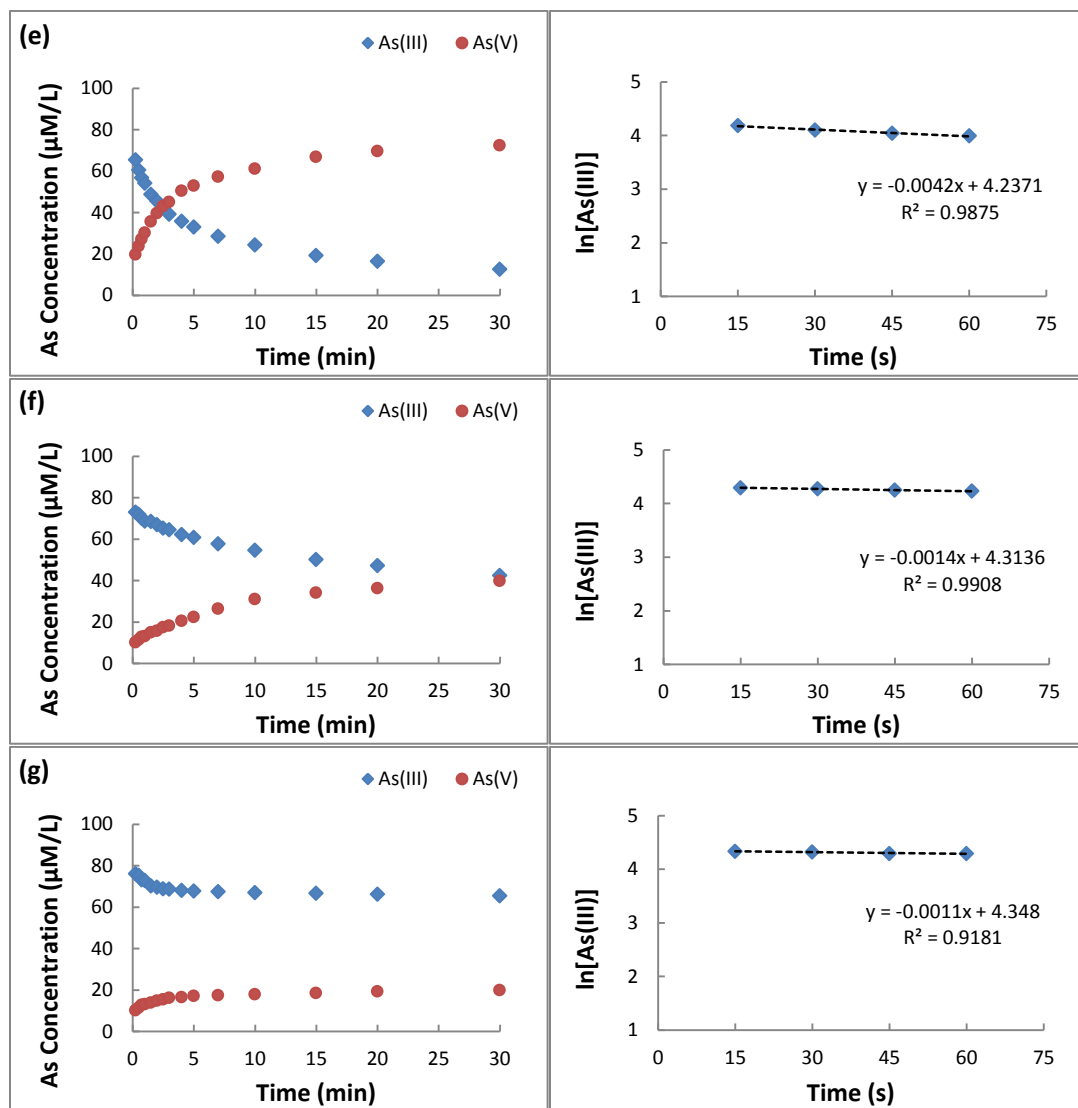 (e)
As(III) As(V)
As Concentration (µM/L)
100
80
60
40
20
0
0 5 10 15 20 25 30
Time (min)
ln[As(III)]
5
4
3
2
1
y = -0.0042x + 4.2371
R² = 0.9875
0 15 30 45 60 75
Time (s)
(f)
As(III) As(V)
As Concentration (µM/L)
100
80
60
40
20
0
0 5 10 15 20 25 30
Time (min)
ln[As(III)]
5
4
3
2
1
y = -0.0014x + 4.3136
R² = 0.9908
0 15 30 45 60 75
Time (s)
(g)
As(III) As(V)
As Concentration (µM/L)
100
80
60
40
20
0
0 5 10 15 20 25 30
Time (min)
ln[As(III)]
5
4
3
2
1
y = -0.0011x + 4.348
R² = 0.9181
0 15 30 45 60 75
Time (s)